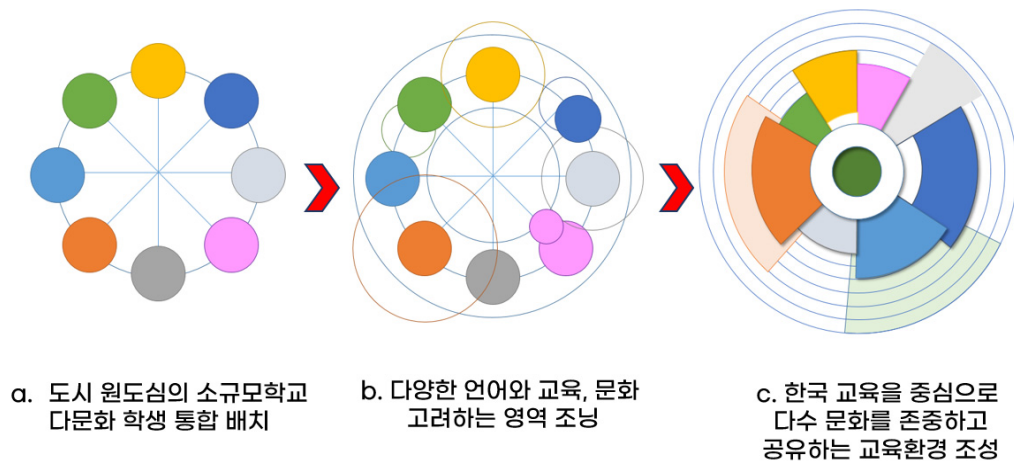 a. 도시 원도심의 소규모학교
다문화 학생 통합 배치
b. 다양한 언어와 교육, 문화
고려하는 영역 조닝
c. 한국 교육을 중심으로
다수 문화를 존중하고
공유하는 교육환경 조성